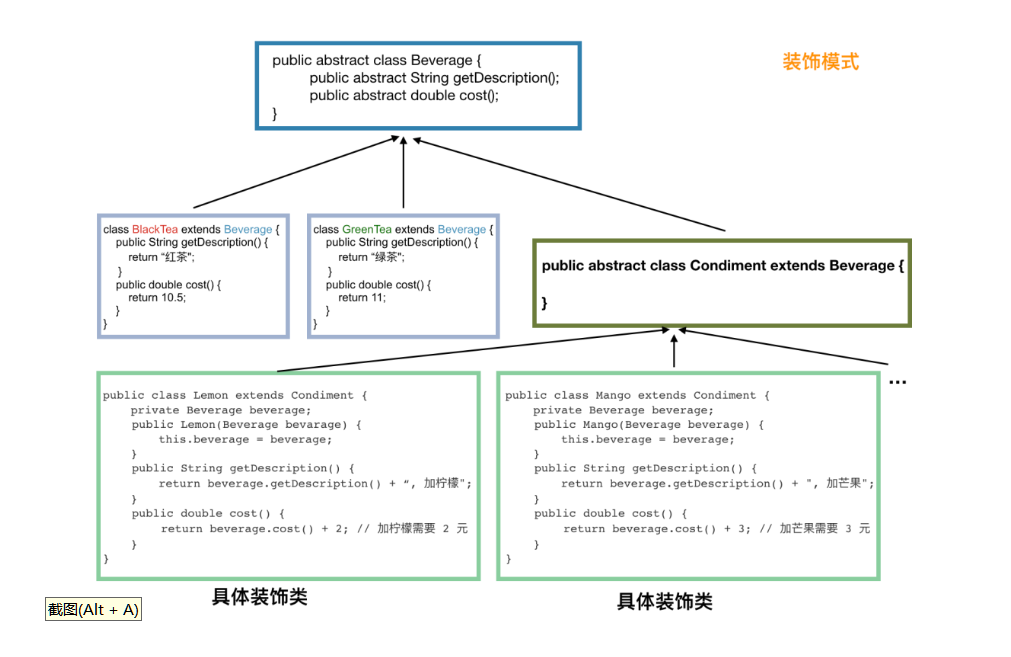 装饰模式
public abstract class Beverage {
public abstract String getDescription();
public abstract double cost();
}
class BlackTea extends Beverage {
public String getDescription() {
return “红茶";
}
public double cost() {
return 10.5;
}
}
class GreenTea extends Beverage {
public String getDescription() {
return “绿茶";
}
public double cost() {
return 11;
}
}
public abstract class Condiment extends Beverage {
}
public class Lemon extends Condiment {
private Beverage beverage;
public Lemon(Beverage bevarage) {
this.beverage = beverage;
}
public String getDescription() {
return beverage.getDescription() + “, 加柠檬";
}
public double cost() {
return beverage.cost() + 2; // 加柠檬需要 2 元
}
}
public class Mango extends Condiment {
private Beverage beverage;
public Mango(Beverage beverage) {
this.beverage = beverage;
}
public String getDescription() {
return beverage.getDescription() + ", 加芒果";
}
public double cost() {
return beverage.cost() + 3; // 加芒果需要 3 元
}
}
...
具体装饰类
具体装饰类
截图(Alt + A)